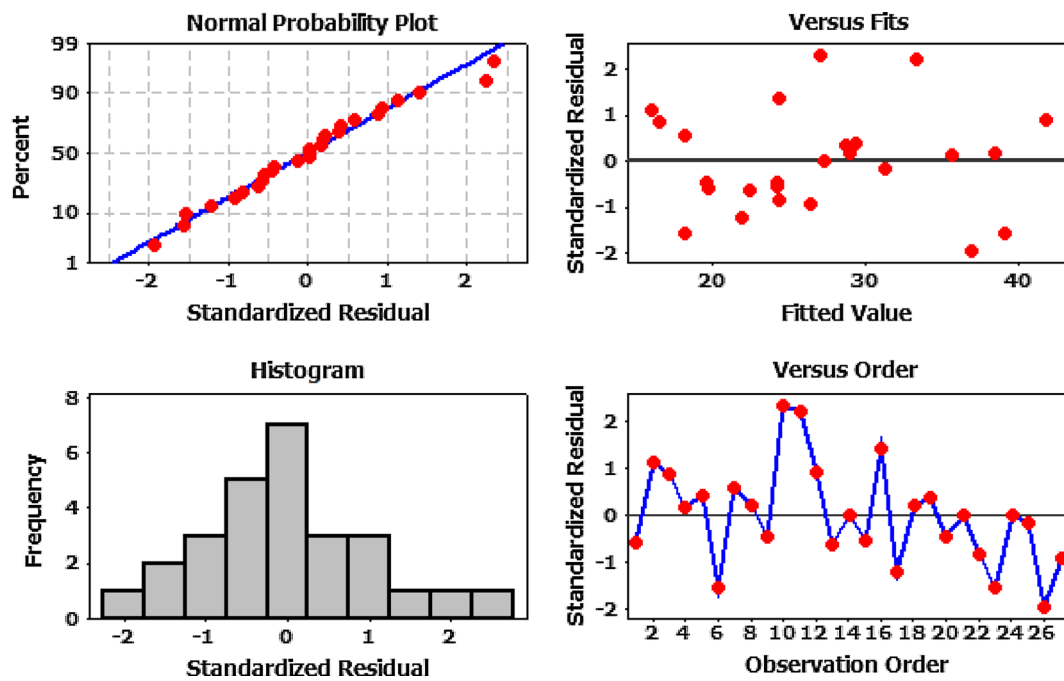 Normal Probability Plot
99
90
50
10
1
Percent
-2 -1 0 1 2
Standardized Residual
Versus Fits
2
1
0
-1
-2
Standardized Residual
20 30 40
Fitted Value
Histogram
8
6
4
2
0
Frequency
-2 -1 0 1 2
Standardized Residual
Versus Order
2
1
0
-1
-2
Standardized Residual
2 4 6 8 10 12 14 16 18 20 22 24 26
Observation Order